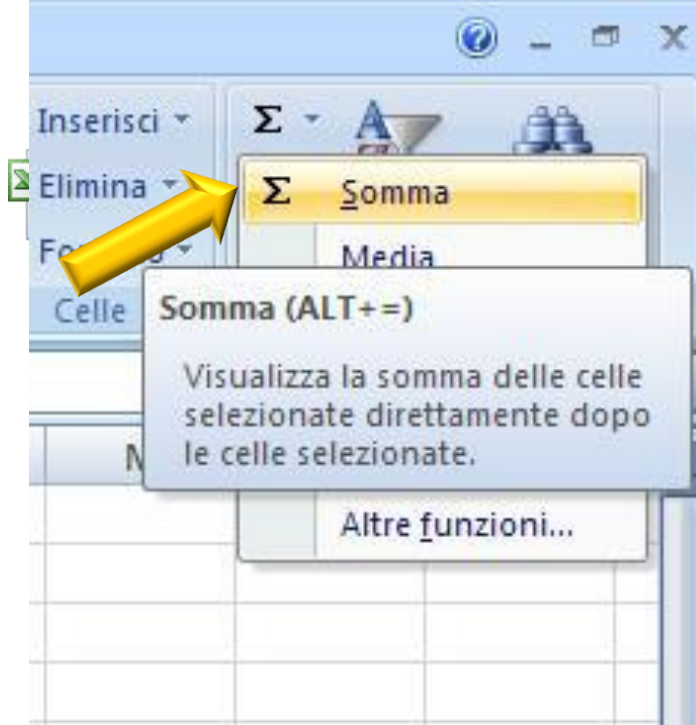 Inserisci
Σ
Elimina
Σ Somma
Media
Celle
Somma (ALT+=)
Visualizza la somma delle celle
selezionate direttamente dopo
le celle selezionate.
Altre funzioni...